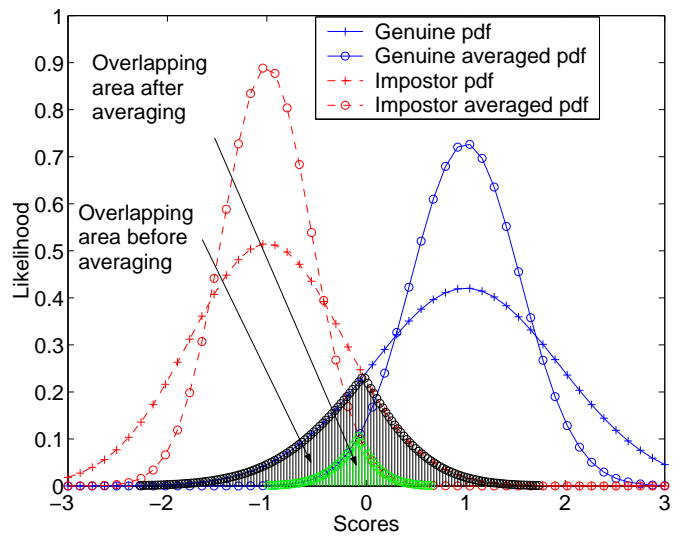 1
0.9
0.8
0.7
0.6
0.5
0.4
0.3
0.2
0.1
0
Likelihood
Overlapping
area after
averaging
Overlapping
area before
averaging
Genuine pdf
Genuine averaged pdf
Impostor pdf
Impostor averaged pdf
−3 −2 −1 0 1 2 3
Scores